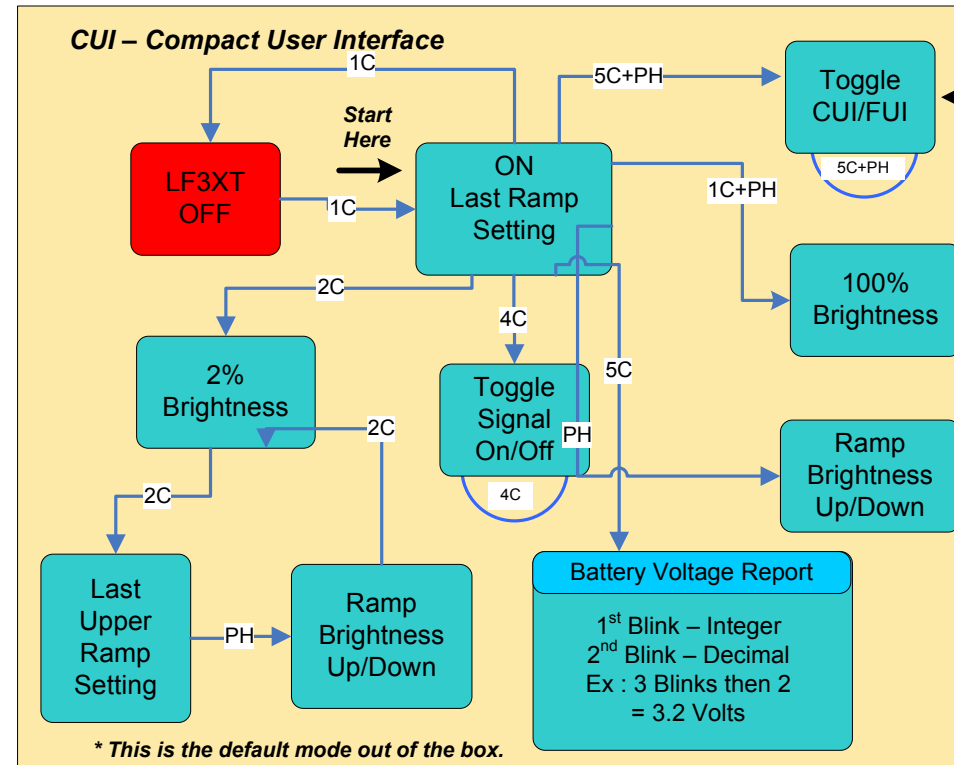 CUI – Compact User Interface
1C
5C+PH
Toggle
CUI/FUI
5C+PH
Start
Here
LF3XT
OFF
1C
ON
Last Ramp
Setting
1C+PH
100%
Brightness
2C
4C
5C
PH
2%
Brightness
Toggle
Signal
On/Off
4C
2C
2C
Ramp
Brightness
Up/Down
Last
Upper
Ramp
Setting
PH
Ramp
Brightness
Up/Down
Battery Voltage Report
1st Blink – Integer
2nd Blink – Decimal
Ex : 3 Blinks then 2
= 3.2 Volts
* This is the default mode out of the box.